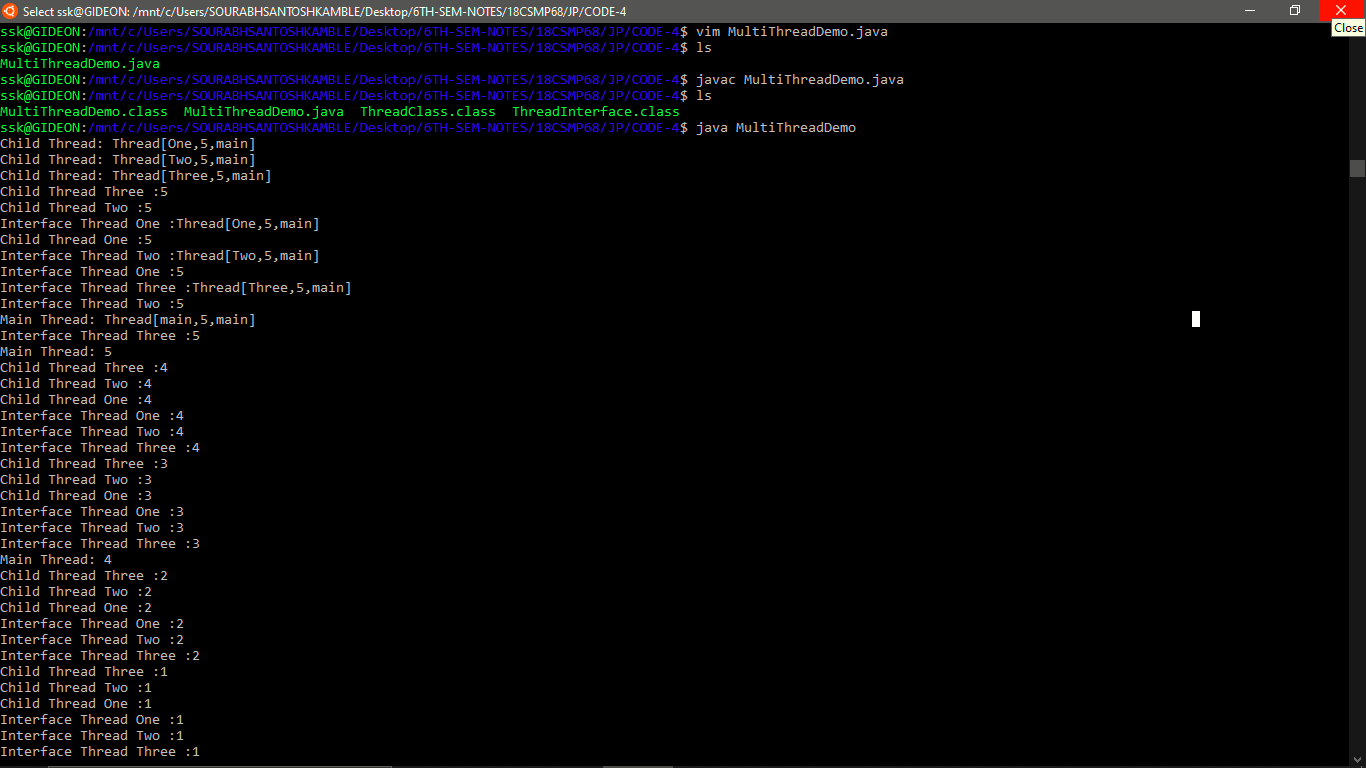 Select ssk@GIDEON: /mnt/c/Users/SOURABHSANTOSHKAMBLE/Desktop/6TH-SEM-NOTES/18CSMP68/JP/CODE-4
Close
ssk@GIDEON:/mnt/c/Users/SOURABHSANTOSHKAMBLE/Desktop/6TH-SEM-NOTES/18CSMP68/JP/CODE-4$ vim MultiThreadDemo.java
ssk@GIDEON:/mnt/c/Users/SOURABHSANTOSHKAMBLE/Desktop/6TH-SEM-NOTES/18CSMP68/JP/CODE-4$ ls
MultiThreadDemo.java
ssk@GIDEON:/mnt/c/Users/SOURABHSANTOSHKAMBLE/Desktop/6TH-SEM-NOTES/18CSMP68/JP/CODE-4$ javac MultiThreadDemo.java
ssk@GIDEON:/mnt/c/Users/SOURABHSANTOSHKAMBLE/Desktop/6TH-SEM-NOTES/18CSMP68/JP/CODE-4$ ls
MultiThreadDemo.class  MultiThreadDemo.java  ThreadClass.class  ThreadInterface.class
ssk@GIDEON:/mnt/c/Users/SOURABHSANTOSHKAMBLE/Desktop/6TH-SEM-NOTES/18CSMP68/JP/CODE-4$ java MultiThreadDemo
Child Thread: Thread[One,5,main]
Child Thread: Thread[Two,5,main]
Child Thread: Thread[Three,5,main]
Child Thread Three :5
Child Thread Two :5
Interface Thread One :Thread[One,5,main]
Child Thread One :5
Interface Thread Two :Thread[Two,5,main]
Interface Thread One :5
Interface Thread Three :Thread[Three,5,main]
Interface Thread Two :5
Main Thread: Thread[main,5,main]
Interface Thread Three :5
Main Thread: 5
Child Thread Three :4
Child Thread Two :4
Child Thread One :4
Interface Thread One :4
Interface Thread Two :4
Interface Thread Three :4
Child Thread Three :3
Child Thread Two :3
Child Thread One :3
Interface Thread One :3
Interface Thread Two :3
Interface Thread Three :3
Main Thread: 4
Child Thread Three :2
Child Thread Two :2
Child Thread One :2
Interface Thread One :2
Interface Thread Two :2
Interface Thread Three :2
Child Thread Three :1
Child Thread Two :1
Child Thread One :1
Interface Thread One :1
Interface Thread Two :1
Interface Thread Three :1